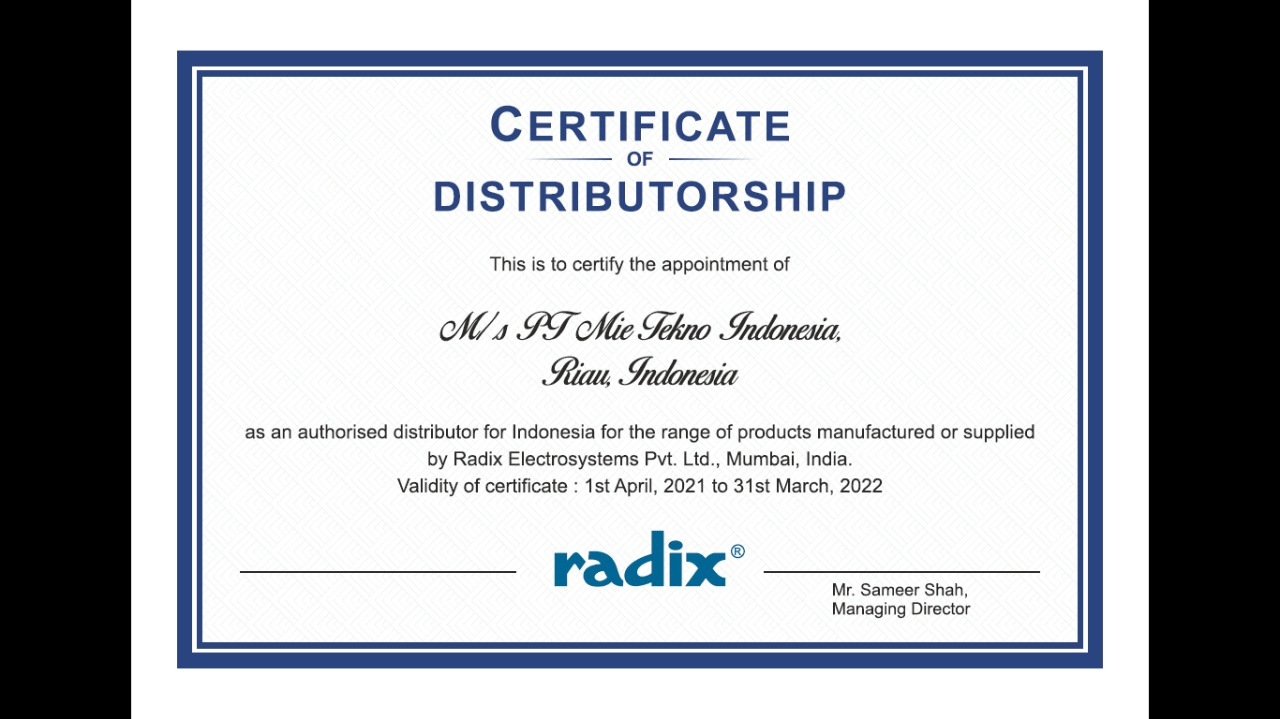 CERTIFICATE
OF
DISTRIBUTORSHIP
This is to certify the appointment of
M/s PT Mie Tekno Indonesia,
Riau, Indonesia
as an authorised distributor for Indonesia for the range of products manufactured or supplied
by Radix Electrosystems Pvt. Ltd., Mumbai, India.
Validity of certificate : 1st April, 2021 to 31st March, 2022
radix®
Mr. Sameer Shah,
Managing Director